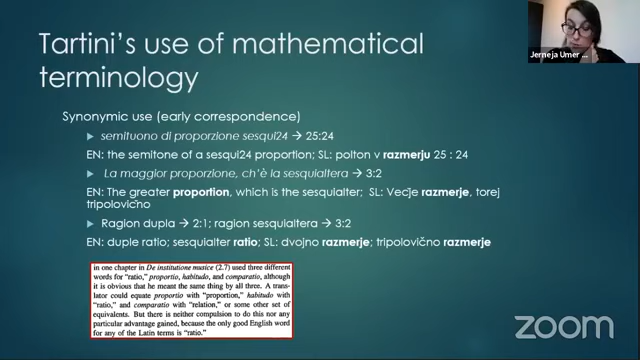 Tartini's use of mathematical
terminology
Jerneja Umer ...
Synonymic use (early correspondence)
semituono di proporzione sesqui24 → 25:24
EN: the semitone of a sesqui24 proportion; SL: polton v razmerju 25 : 24
La maggior proporzione, ch'è la sesquialtera → 3:2
EN: The greater proportion, which is the sesquialter; SL: Večje razmerje, torej
tripolovično
Ragion dupla → 2:1; ragion sesquialtera → 3:2
EN: duple ratio; sesquialter ratio; SL: dvojno razmerje; tripolovično razmerje
in one chapter in De institutione musice (2.7) used three different
words for "ratio," proportio, habitudo, and comparatio, although
it is obvious that he meant the same thing by all three. A trans-
lator could equate proportio with "proportion," habitudo with
"ratio," and comparatio with "relation," or some other set of
equivalents. But there is neither compulsion to do this nor any
particular advantage gained, because the only good English word
for any of the Latin terms is "ratio."
zoom